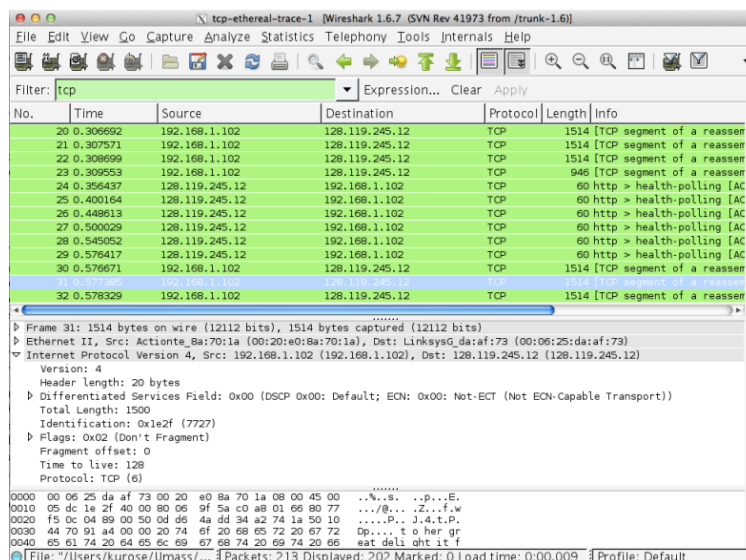 tcp-ethereal-trace-1 [Wireshark 1.6.7 (SVN Rev 41973 from /trunk-1.6)]
File Edit View Go Capture Analyze Statistics Telephony Tools Internals Help
Filter: tcp Expression... Clear Apply
No. Time Source Destination Protocol Length Info
20 0.306692 192.168.1.102 128.119.245.12 TCP 1514 [TCP segment of a reassem
21 0.307571 192.168.1.102 128.119.245.12 TCP 1514 [TCP segment of a reassem
22 0.308699 192.168.1.102 128.119.245.12 TCP 1514 [TCP segment of a reassem
23 0.309553 192.168.1.102 128.119.245.12 TCP 946 [TCP segment of a reassem
24 0.356437 128.119.245.12 192.168.1.102 TCP 60 http > health-polling [AC
25 0.400164 128.119.245.12 192.168.1.102 TCP 60 http > health-polling [AC
26 0.448613 128.119.245.12 192.168.1.102 TCP 60 http > health-polling [AC
27 0.500029 128.119.245.12 192.168.1.102 TCP 60 http > health-polling [AC
28 0.545052 128.119.245.12 192.168.1.102 TCP 60 http > health-polling [AC
29 0.576417 128.119.245.12 192.168.1.102 TCP 60 http > health-polling [AC
30 0.576671 192.168.1.102 128.119.245.12 TCP 1514 [TCP segment of a reassem
31 0.577385 192.168.1.102 128.119.245.12 TCP 1514 [TCP segment of a reassem
32 0.578329 192.168.1.102 128.119.245.12 TCP 1514 [TCP segment of a reassem
Frame 31: 1514 bytes on wire (12112 bits), 1514 bytes captured (12112 bits)
Ethernet II, Src: Actionte_8a:70:1a (00:20:e0:8a:70:1a), Dst: LinksysG_da:af:73 (00:06:25:da:af:73)
Internet Protocol Version 4, Src: 192.168.1.102 (192.168.1.102), Dst: 128.119.245.12 (128.119.245.12)
Version: 4
Header length: 20 bytes
Differentiated Services Field: 0x00 (DSCP 0x00: Default; ECN: 0x00: Not-ECT (Not ECN-Capable Transport))
Total Length: 1500
Identification: 0x1e2f (7727)
Flags: 0x02 (Don't Fragment)
Fragment offset: 0
Time to live: 128
Protocol: TCP (6)
0000 00 06 25 da af 73 00 20 e0 8a 70 1a 08 00 45 00 ..%..s. ..p...E.
0010 05 dc 1e 2f 40 00 80 06 9f 5a c0 a8 01 66 80 77 .../@... .Z...f.w
0020 f5 0c 04 89 00 50 0d d6 4a dd 34 a2 74 1a 50 10 .....P.. J.4.t.P.
0030 44 70 91 a4 00 00 20 74 6f 20 68 65 72 20 67 72 Dp.... t o her gr
0040 65 61 74 20 64 65 6c 69 67 68 74 20 69 74 20 66 eat deli ght it f
File: "/Users/kurose/Umass/... Packets: 213 Displayed: 202 Marked: 0 Load time: 0:00.009 Profile: Default